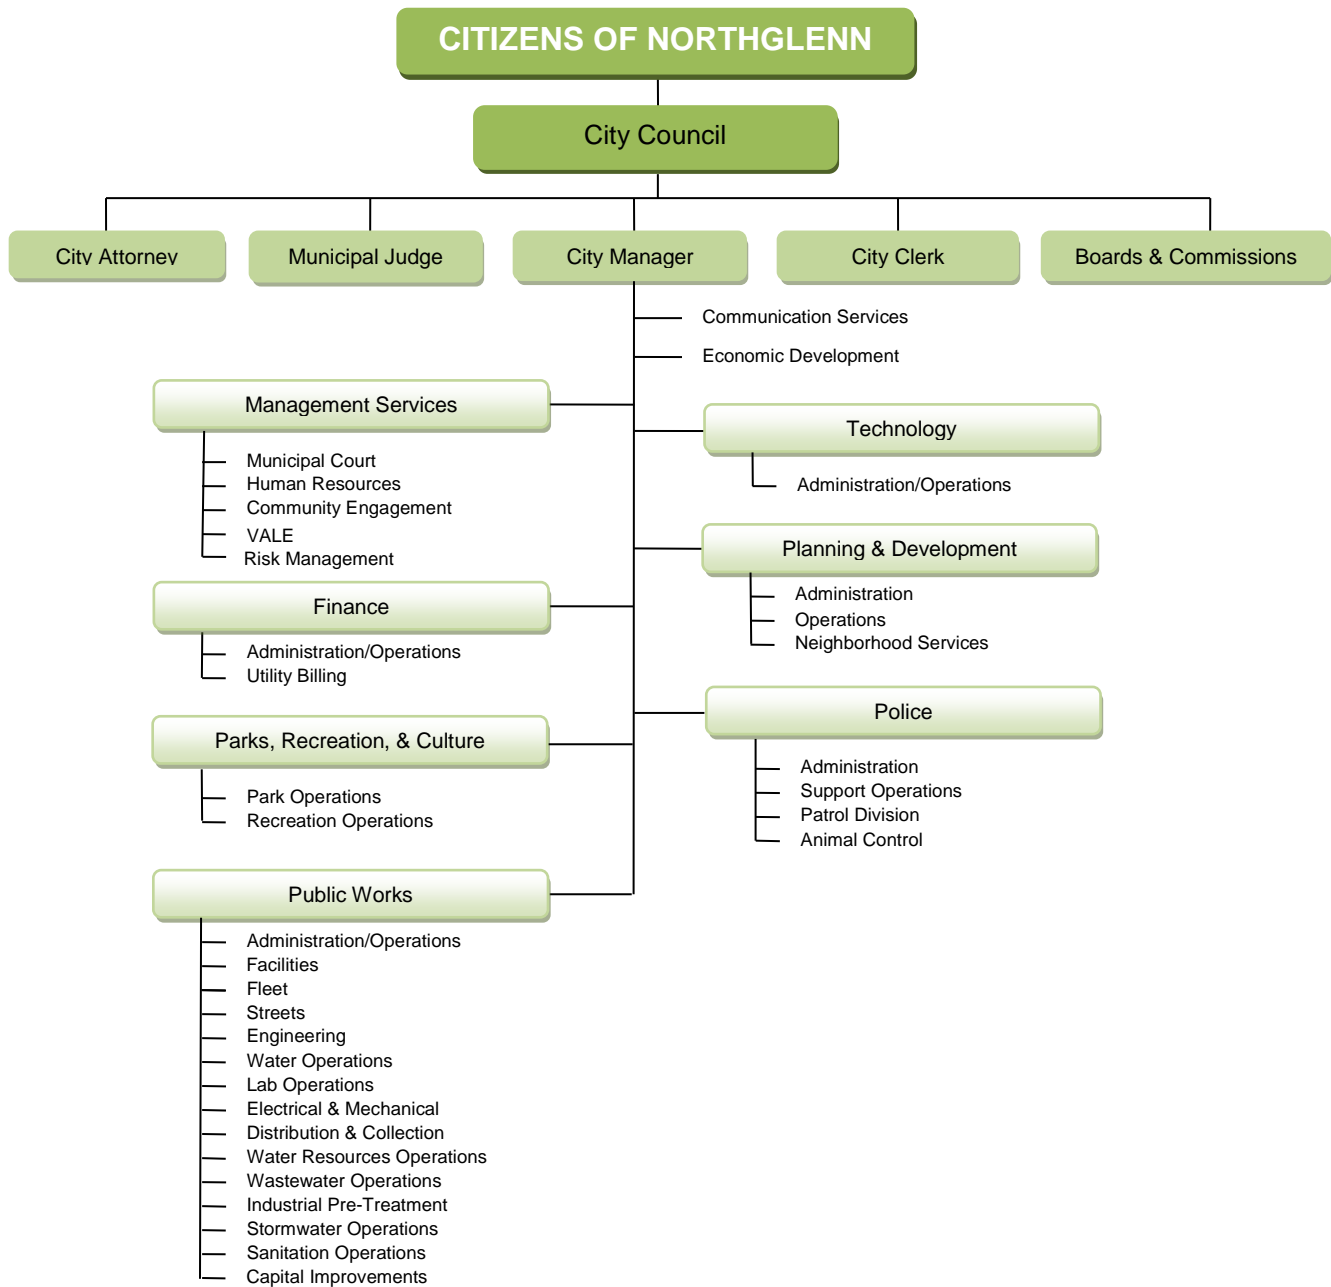 CITIZENS OF NORTHGLENN
City Council
City Attorney
Municipal Judge
City Manager
City Clerk
Boards & Commissions
Communication Services
Economic Development
Management Services
Municipal Court
Human Resources
Community Engagement
VALE
Risk Management
Technology
Administration/Operations
Planning & Development
Administration
Operations
Neighborhood Services
Finance
Administration/Operations
Utility Billing
Police
Administration
Support Operations
Patrol Division
Animal Control
Parks, Recreation, & Culture
Park Operations
Recreation Operations
Public Works
Administration/Operations
Facilities
Fleet
Streets
Engineering
Water Operations
Lab Operations
Electrical & Mechanical
Distribution & Collection
Water Resources Operations
Wastewater Operations
Industrial Pre-Treatment
Stormwater Operations
Sanitation Operations
Capital Improvements